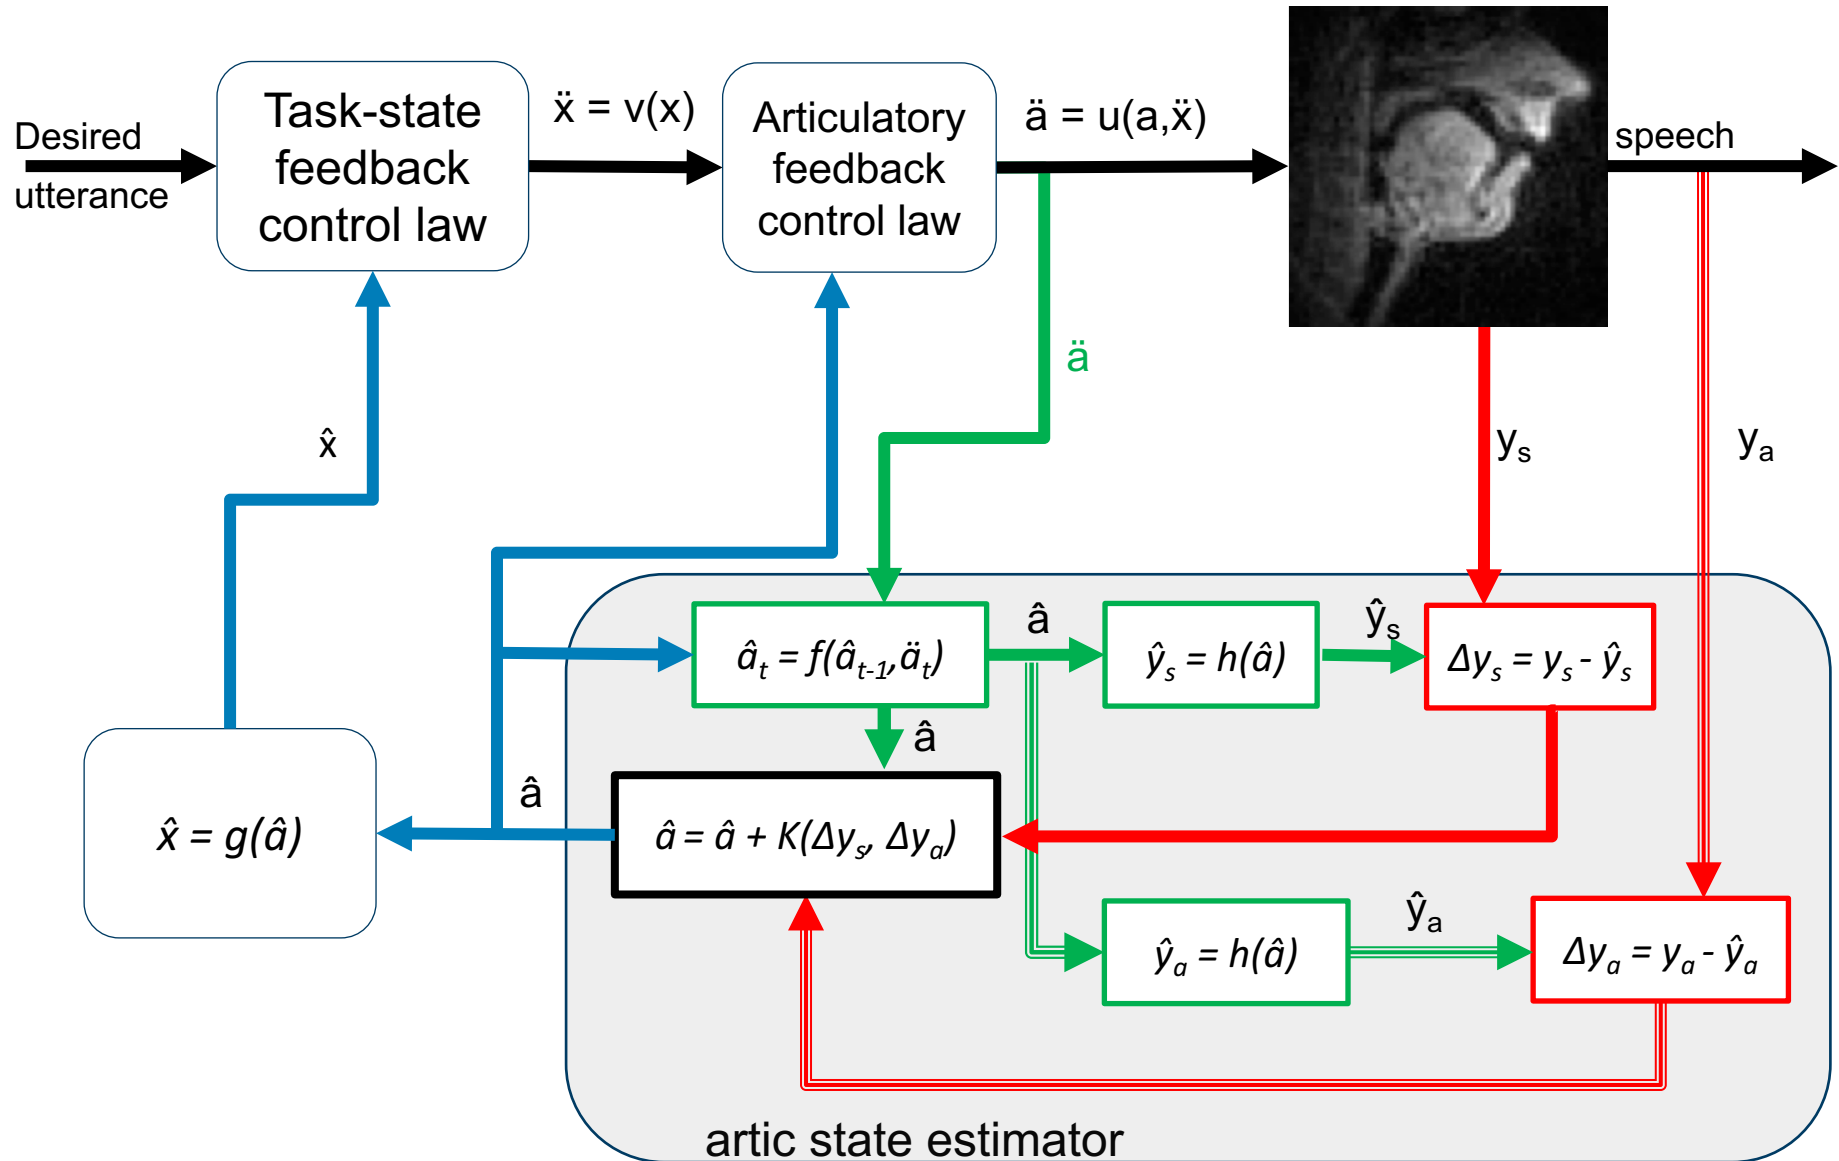 Desired
utterance
Task-state
feedback
control law
ẍ = v(x)
Articulatory
feedback
control law
ä = u(a,ẍ)
speech
ä
x̂
yₛ
yₐ
âₜ = f(âₜ₋₁,äₜ)
â
ŷₛ = h(â)
ŷₛ
Δyₛ = yₛ - ŷₛ
â
x̂ = g(â)
â
â = â + K(Δyₛ, Δyₐ)
ŷₐ = h(â)
ŷₐ
Δyₐ = yₐ - ŷₐ
artic state estimator